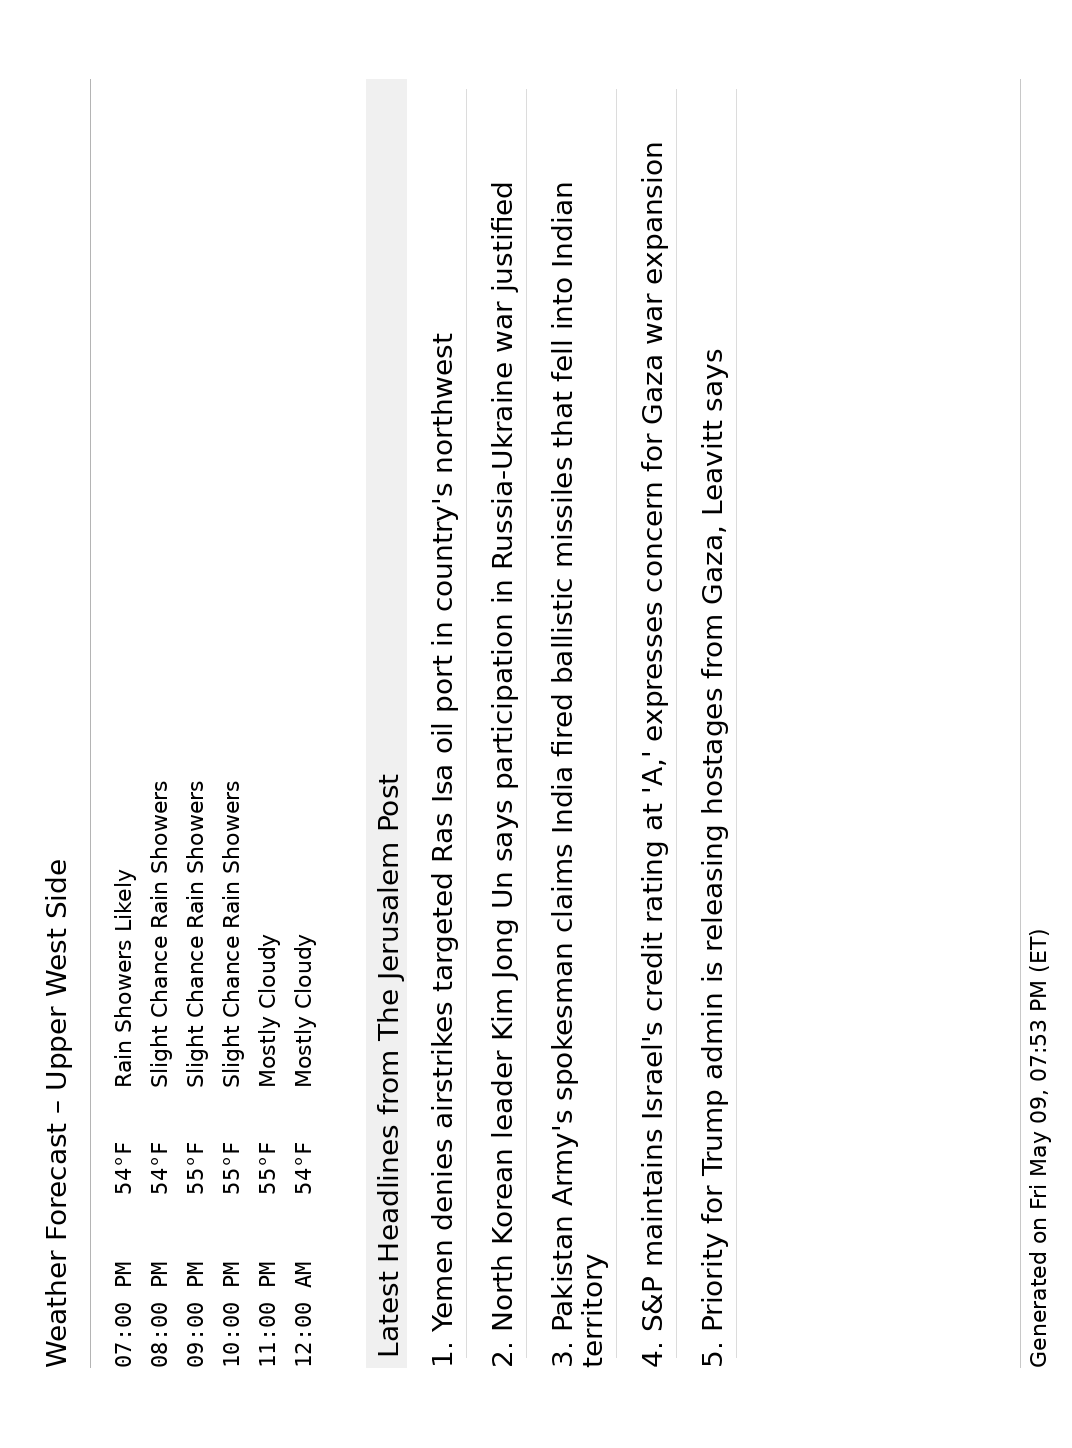 Weather Forecast – Upper West Side
07:00 PM 54°F Rain Showers Likely
08:00 PM 54°F Slight Chance Rain Showers
09:00 PM 55°F Slight Chance Rain Showers
10:00 PM 55°F Slight Chance Rain Showers
11:00 PM 55°F Mostly Cloudy
12:00 AM 54°F Mostly Cloudy
Latest Headlines from The Jerusalem Post
1. Yemen denies airstrikes targeted Ras Isa oil port in country's northwest
2. North Korean leader Kim Jong Un says participation in Russia-Ukraine war justified
3. Pakistan Army's spokesman claims India fired ballistic missiles that fell into Indian
territory
4. S&P maintains Israel's credit rating at 'A,' expresses concern for Gaza war expansion
5. Priority for Trump admin is releasing hostages from Gaza, Leavitt says
Generated on Fri May 09, 07:53 PM (ET)